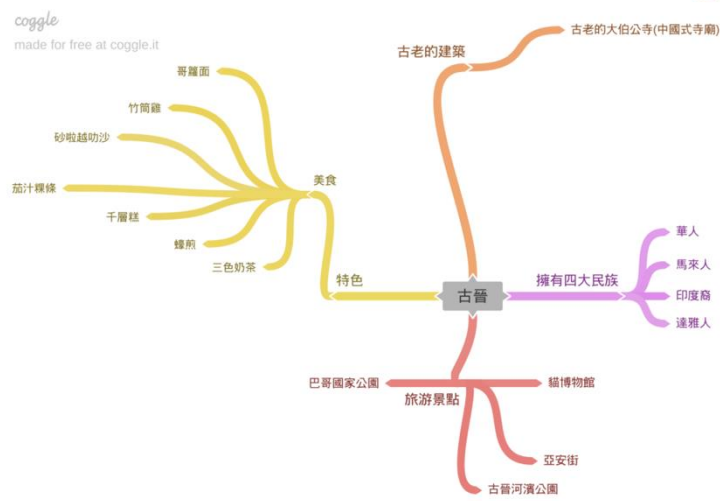 coggle
made for free at coggle.it
古老的建築
古老的大伯公寺(中國式寺廟)
哥羅面
竹筒雞
砂啦越叻沙
茄汁粿條
千層糕
蠔煎
三色奶茶
美食
特色
古晉
擁有四大民族
華人
馬來人
印度裔
達雅人
巴哥國家公園
旅游景點
貓博物館
亞安街
古晉河濱公園